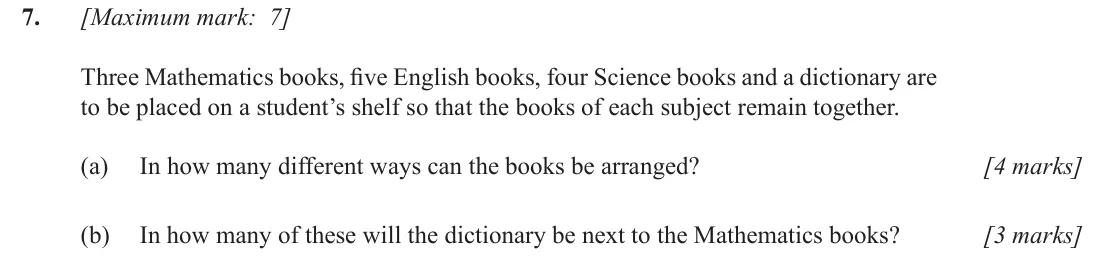 7. [Maximum mark: 7]
Three Mathematics books, five English books, four Science books and a dictionary are
to be placed on a student’s shelf so that the books of each subject remain together.
(a) In how many different ways can the books be arranged? [4 marks]
(b) In how many of these will the dictionary be next to the Mathematics books? [3 marks]